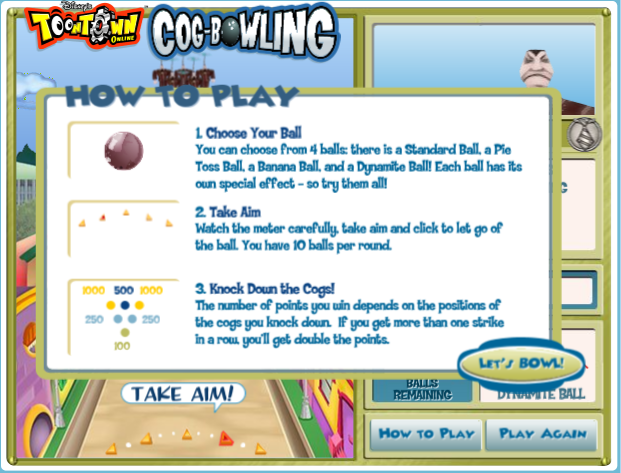 Disney's
TOONTOWN
ONLINE
COG-BOWLING
HOW TO PLAY
1. Choose Your Ball
You can choose from 4 balls: there is a Standard Ball, a Pie
Toss Ball, a Banana Ball, and a Dynamite Ball! Each ball has its
own special effect - so try them all!
2. Take Aim
Watch the meter carefully, take aim and click to let go of
the ball. You have 10 balls per round.
1000 500 1000
250 250
100
3. Knock Down the Cogs!
The number of points you win depends on the positions of
the cogs you knock down. If you get more than one strike
in a row, you'll get double the points.
LET'S BOWL!
TAKE AIM!
BALLS
REMAINING
DYNAMITE BALL
HOW TO PLAY
PLAY AGAIN